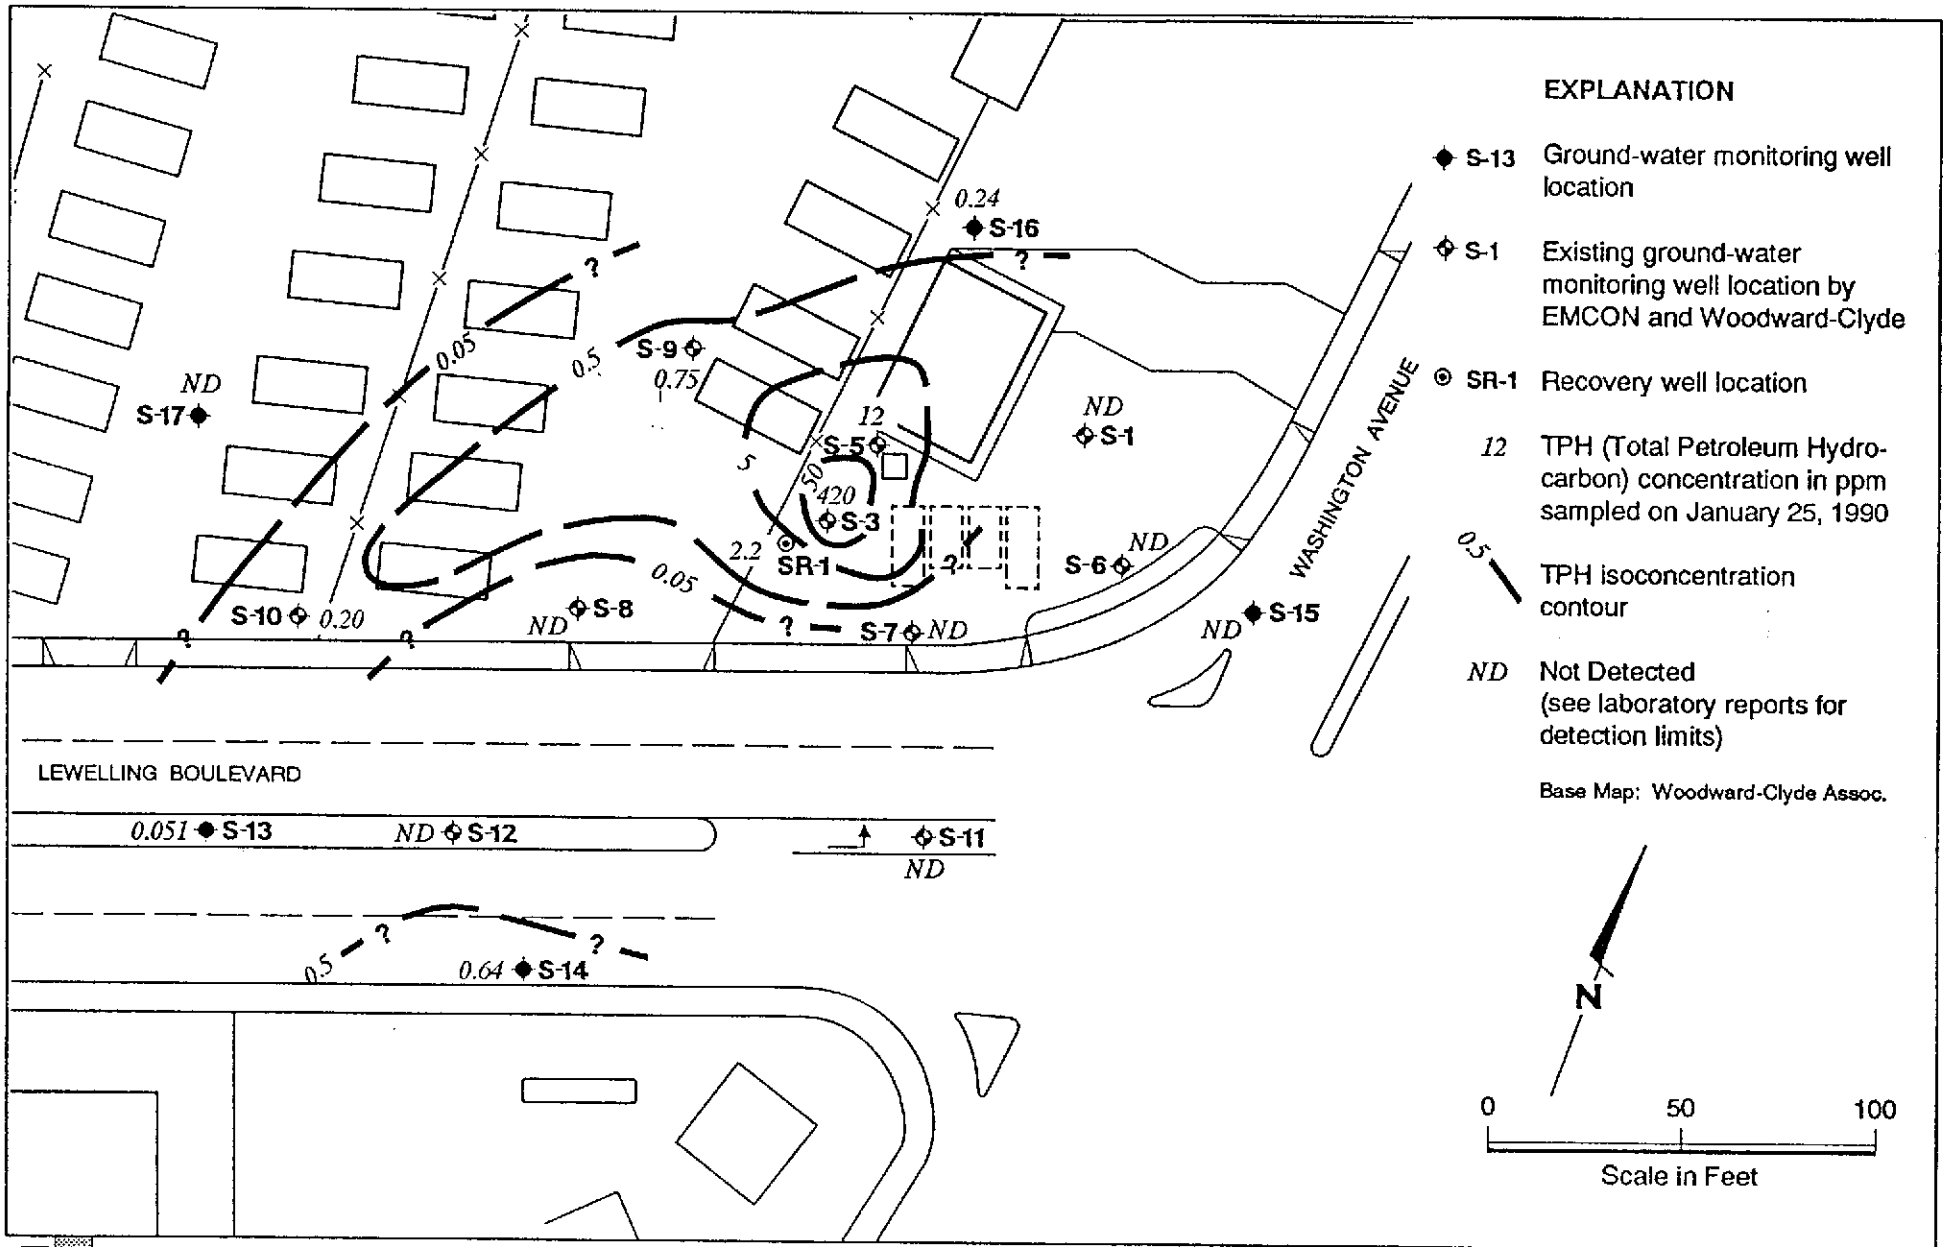 EXPLANATION
S-13 Ground-water monitoring well
location
S-1 Existing ground-water
monitoring well location by
EMCON and Woodward-Clyde
SR-1 Recovery well location
12 TPH (Total Petroleum Hydro-
carbon) concentration in ppm
sampled on January 25, 1990
0.5
TPH isoconcentration
contour
ND Not Detected
(see laboratory reports for
detection limits)
Base Map: Woodward-Clyde Assoc.
N
0 50 100
Scale in Feet
0.24
S-16
?
?
0.05
0.5
S-9
0.75
ND
S-17
12
S-5
ND
S-1
5
50
420
S-3
WASHINGTON AVENUE
2.2
SR-1
?
ND
S-6
0.05
S-10 0.20
S-8
ND
?
?
?
S-7 ND
S-15
ND
LEWELLING BOULEVARD
0.051 S-13
ND S-12
S-11
ND
?
?
0.5
0.64 S-14